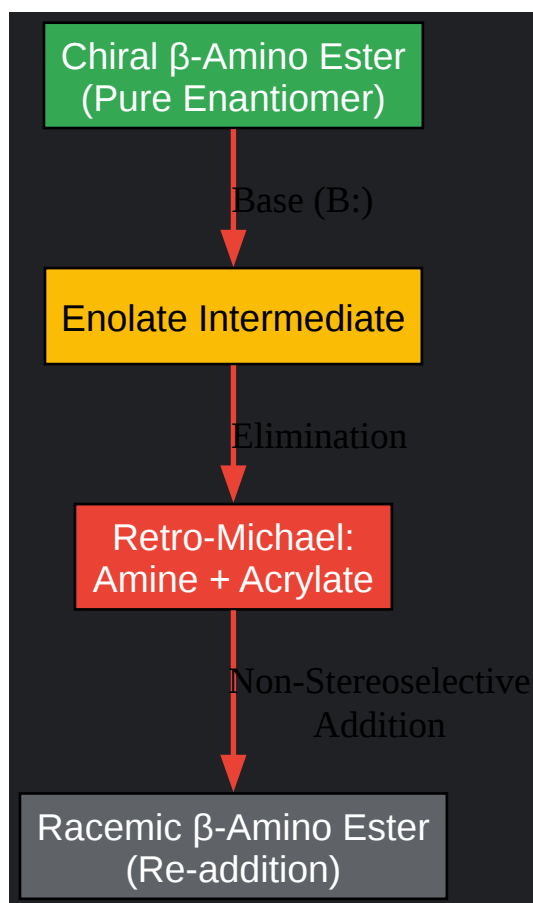 Chiral β-Amino Ester
(Pure Enantiomer)
Base (B:)
Enolate Intermediate
Elimination
Retro-Michael:
Amine + Acrylate
Non-Stereoselective
Addition
Racemic β-Amino Ester
(Re-addition)